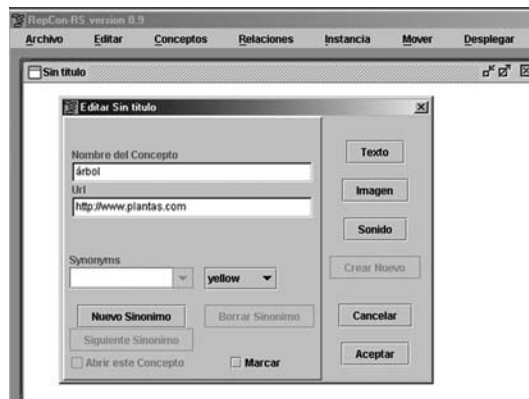 RepCon-RS version 0.9
Archivo Editar Conceptos Relaciones Instancia Mover Desplegar
Sin titulo
Editar Sin titulo
Nombre del Concepto
árbol
Url
http://www.plantas.com
Synonyms
yellow
Nuevo Sinonimo Borrar Sinonimo
Siguiente Sinonimo
Abrir este Concepto Marcar
Texto
Imagen
Sonido
Crear Nuevo
Cancelar
Aceptar